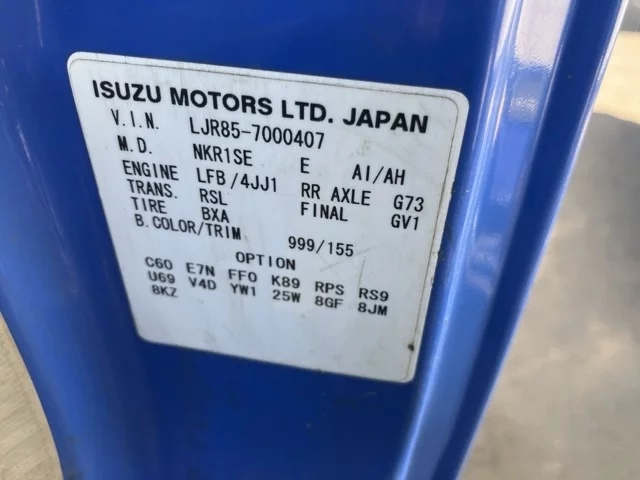 ISUZU MOTORS LTD. JAPAN
V.I.N. LJR85-7000407
M.D. NKR1SE E AI/AH
ENGINE LFB/4JJ1 RR AXLE G73
TRANS. RSL FINAL GV1
TIRE BXA
B.COLOR/TRIM 999/155
OPTION
C60 E7N FFO K89 RPS RS9
U69 V4D YW1 25W 8GF 8JM
8KZ